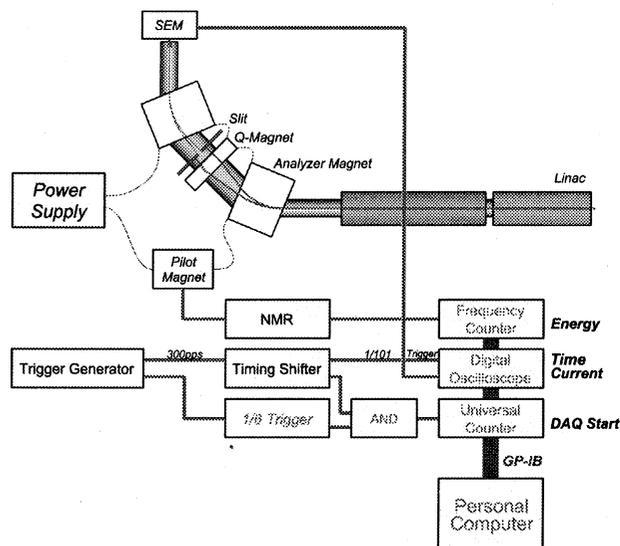 SEM
Slit
Q-Magnet
Analyzer Magnet
Linac
Power
Supply
Pilot
Magnet
NMR
Frequency
Counter
Energy
Trigger Generator
300pps
Timing Shifter
1/101
Trigger
Digital
Oscilloscope
Time
Current
1/6 Trigger
AND
Universal
Counter
DAQ Start
GP-IB
Personal
Computer